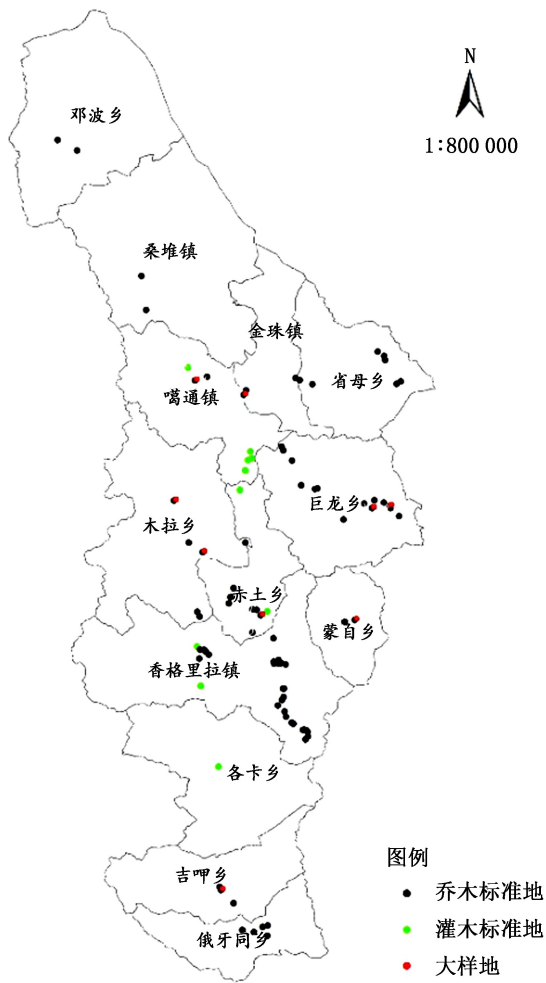 N
1:800 000
邓波乡
桑堆镇
金珠镇
省母乡
噶通镇
巨龙乡
木拉乡
赤土乡
蒙自乡
香格里拉镇
各卡乡
吉呷乡
俄牙同乡
图例
乔木标准地
灌木标准地
大样地